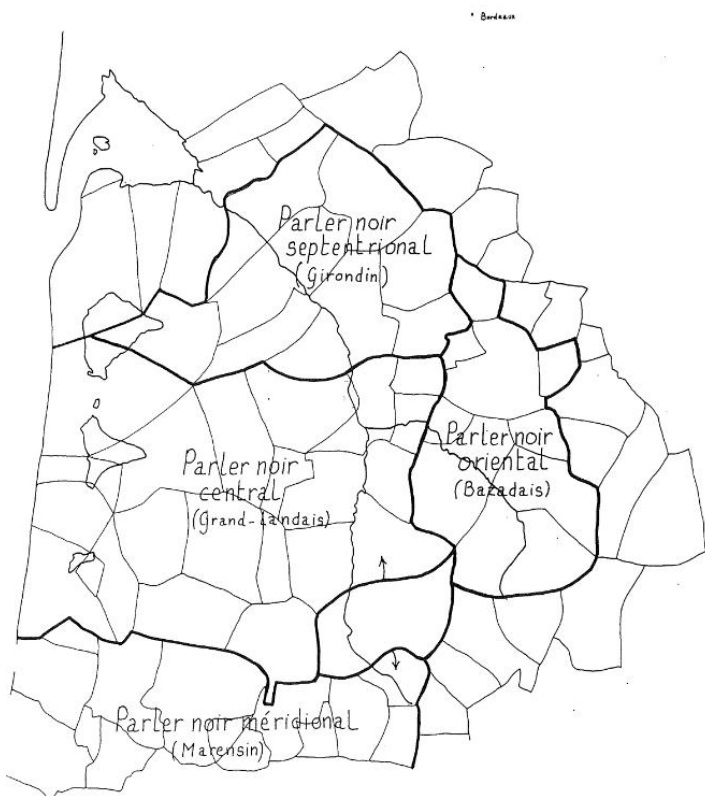 Bordeaux
Parler noir
septentrional
(Girondin)
Parler noir
central
(Grand-Landais)
Parler noir
oriental
(Bazadais)
Parler noir méridional
(Marensin)